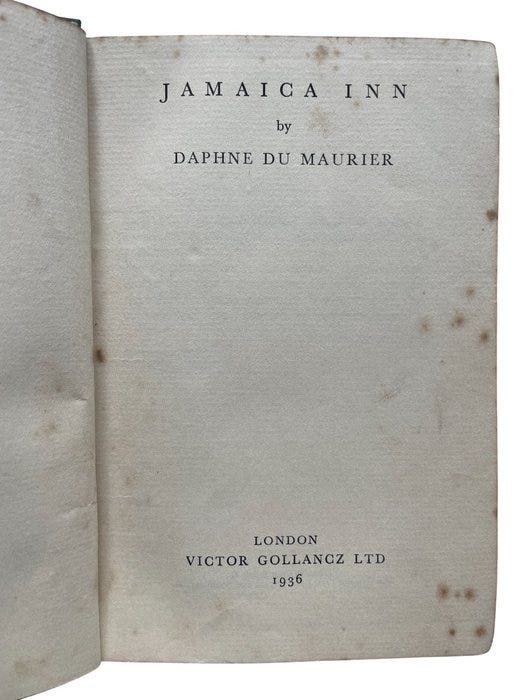 JAMAICA INN
by
DAPHNE DU MAURIER
LONDON
VICTOR GOLLANCZ LTD
1936